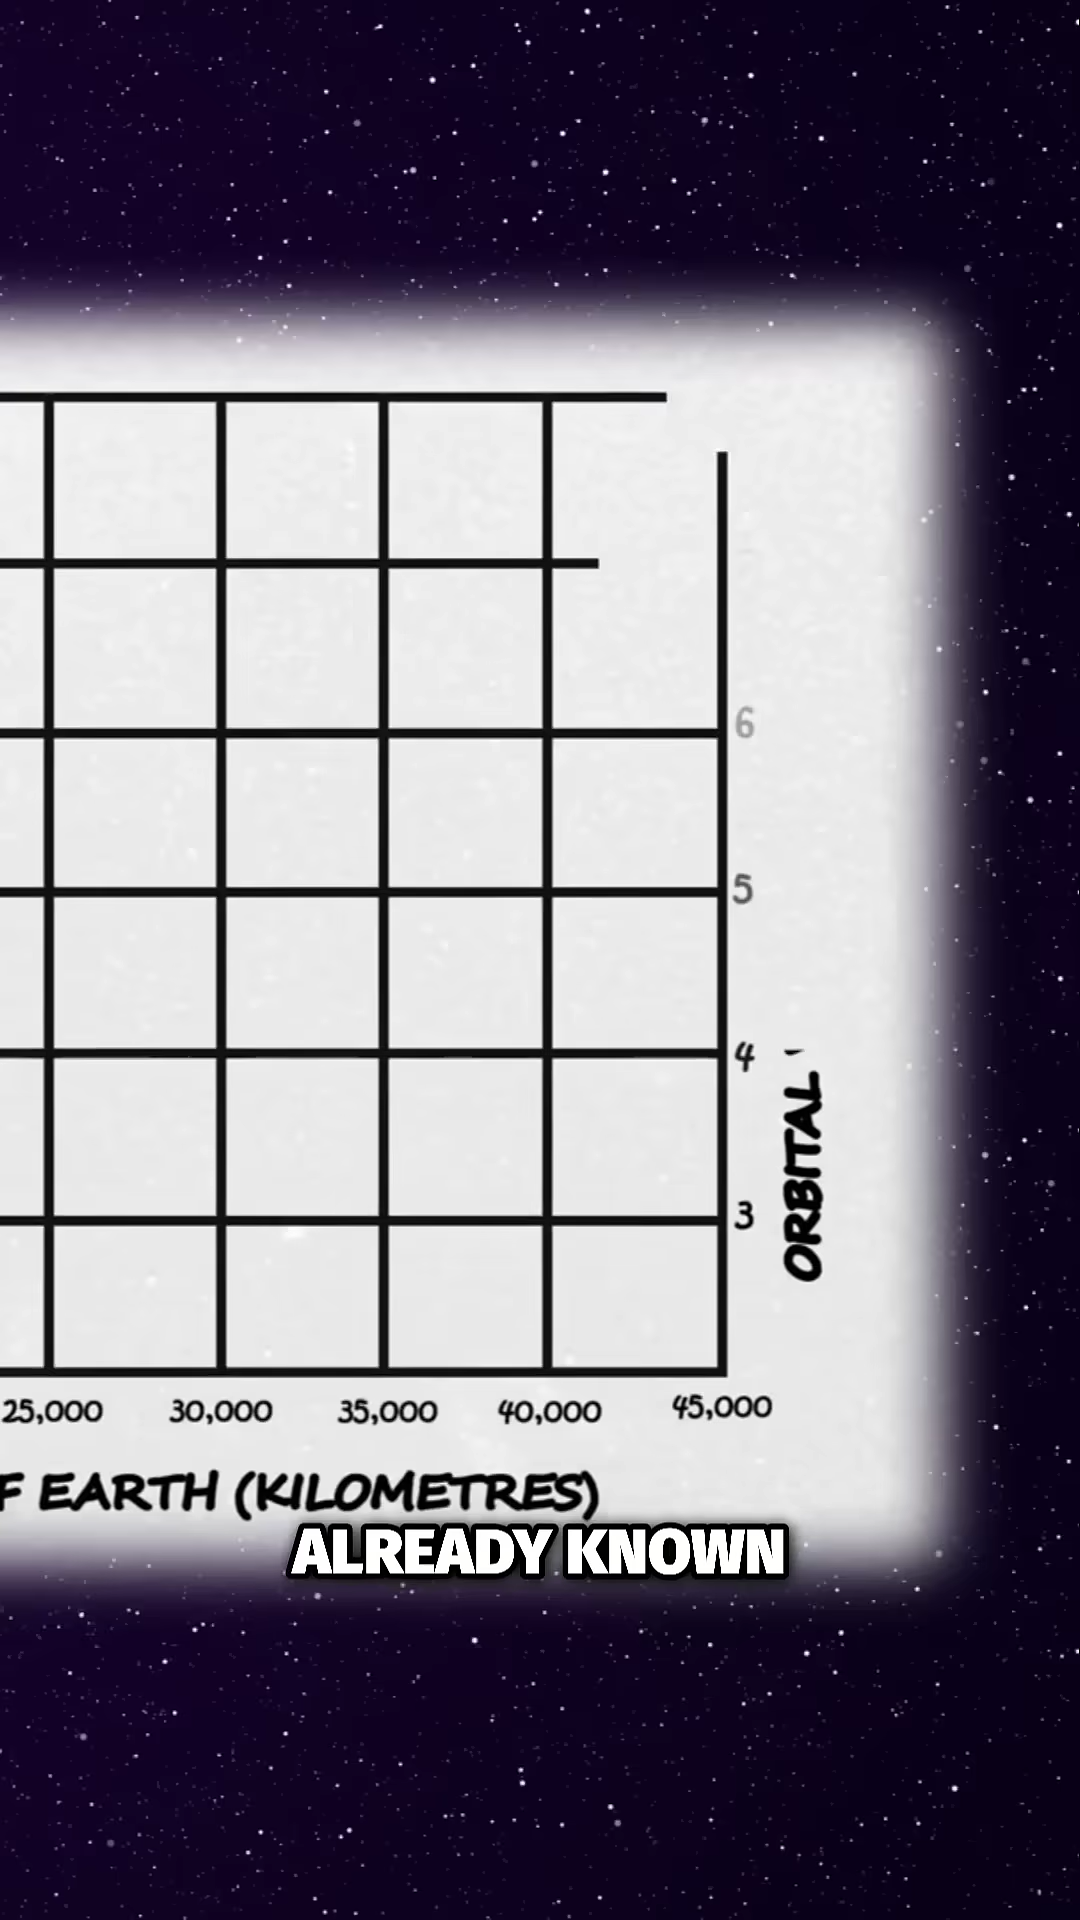 6
5
4
3
ORBITAL
25,000 30,000 35,000 40,000 45,000
F EARTH (KILOMETRES)
ALREADY KNOWN